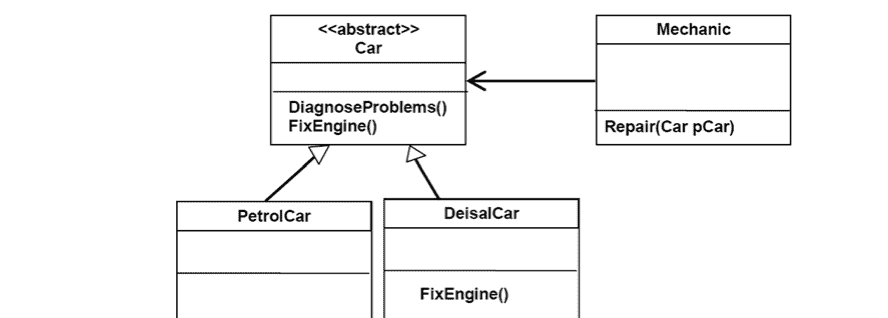 <<abstract>>
Car
DiagnoseProblems()
FixEngine()
Mechanic
Repair(Car pCar)
PetrolCar
DeisalCar
FixEngine()